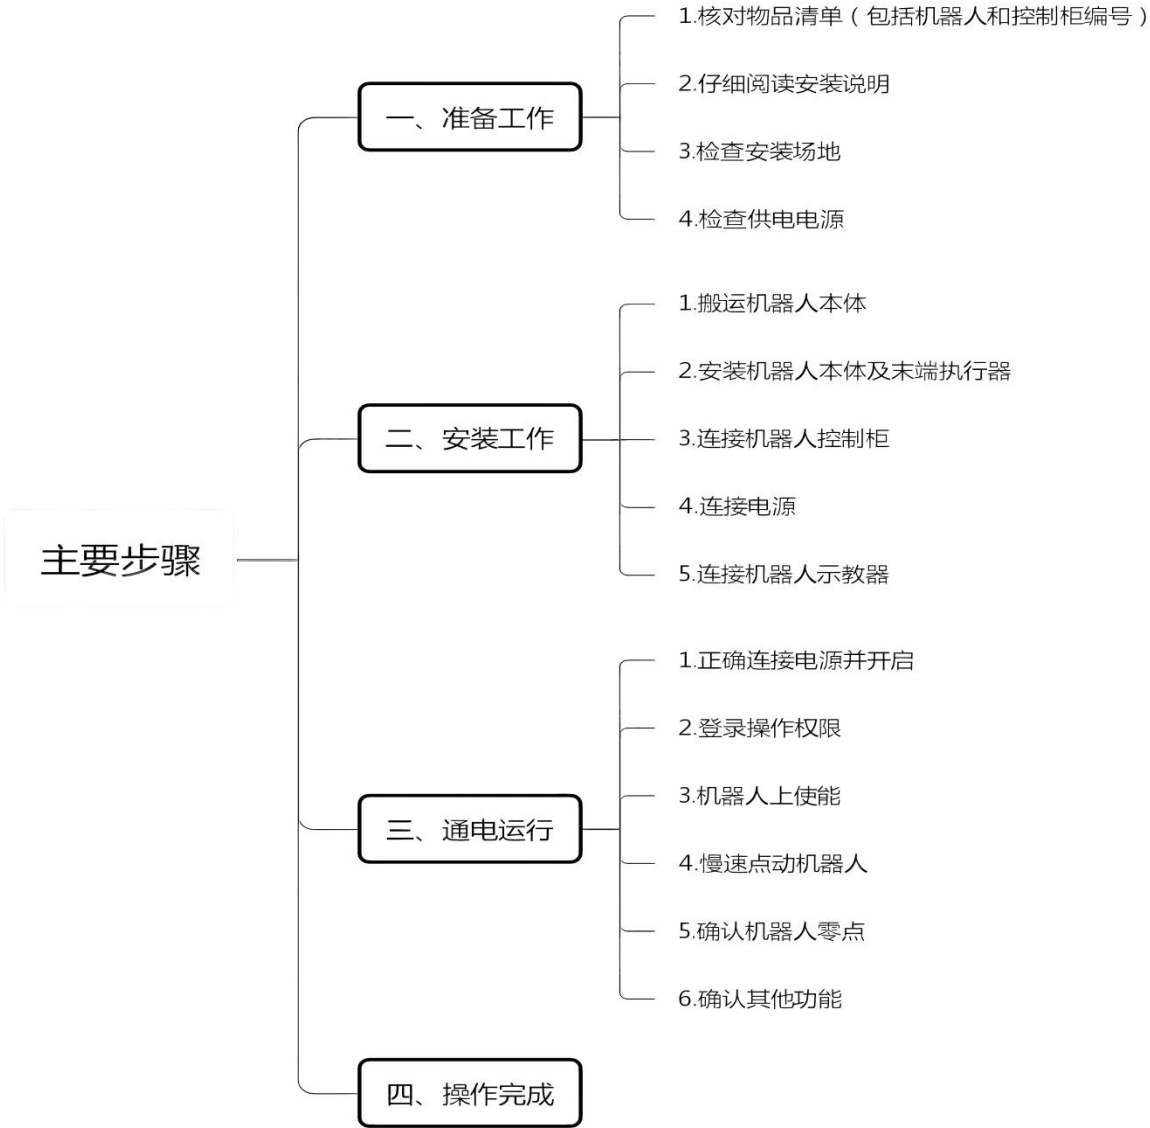 主要步骤
一、准备工作
1.核对物品清单（包括机器人和控制柜编号）
2.仔细阅读安装说明
3.检查安装场地
4.检查供电电源
二、安装工作
1.搬运机器人本体
2.安装机器人本体及末端执行器
3.连接机器人控制柜
4.连接电源
5.连接机器人示教器
三、通电运行
1.正确连接电源并开启
2.登录操作权限
3.机器人上使能
4.慢速点动机器人
5.确认机器人零点
6.确认其他功能
四、操作完成